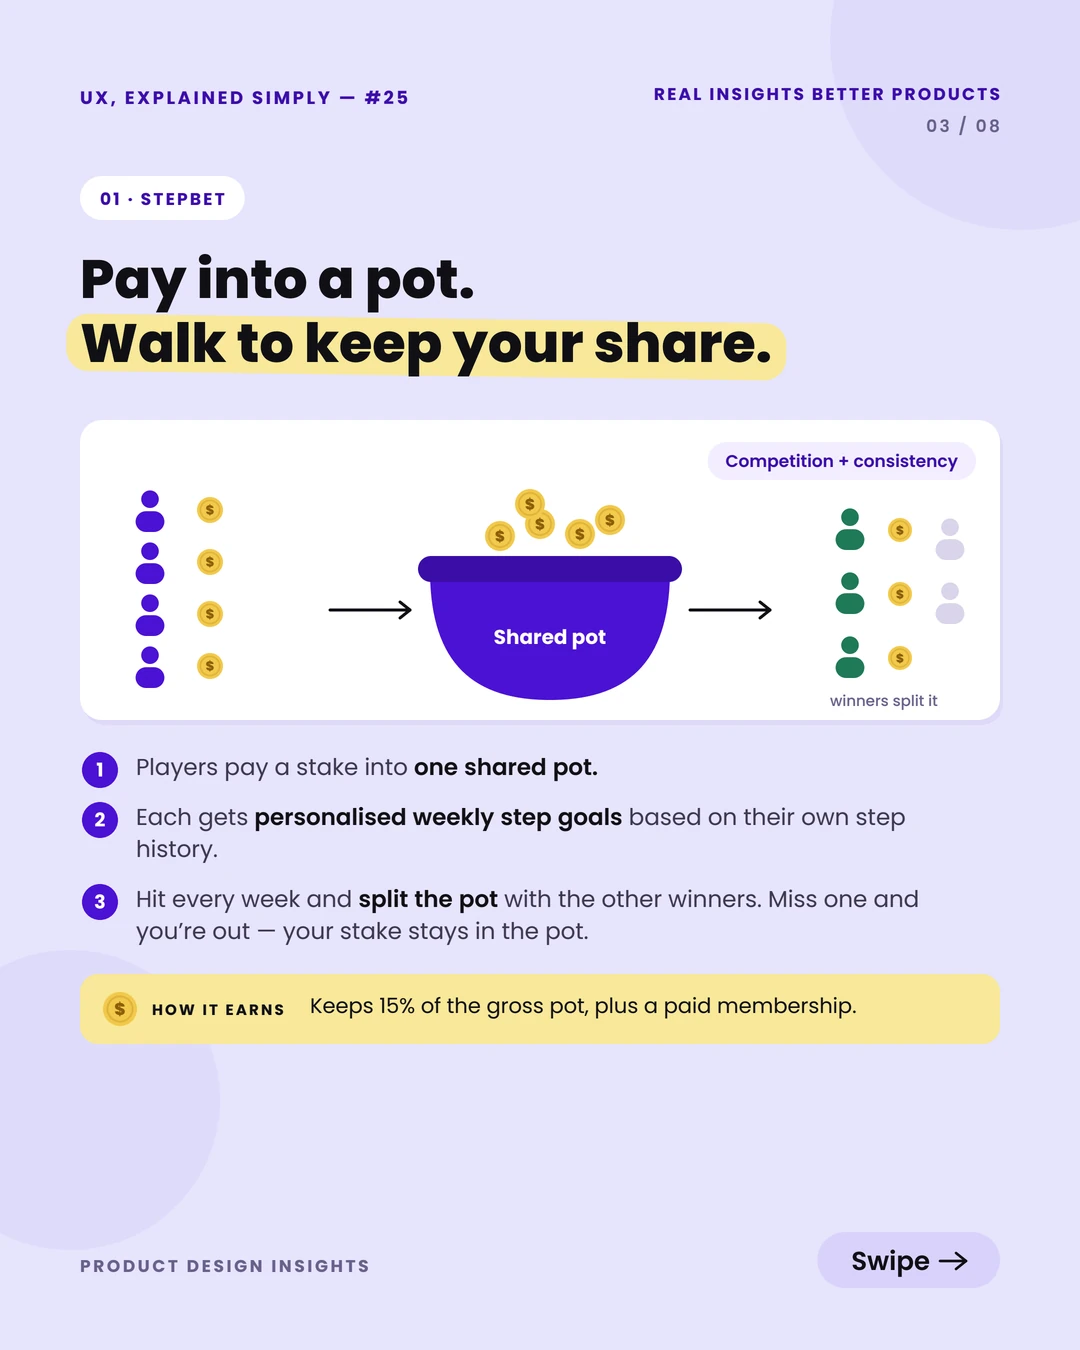 UX, EXPLAINED SIMPLY — #25
REAL INSIGHTS BETTER PRODUCTS
03 / 08
01 · STEPBET
Pay into a pot.
Walk to keep your share.
Competition + consistency
$
$
$
$
$
$
$
$
$
$
$
$
Shared pot
winners split it
1 Players pay a stake into one shared pot.
2 Each gets personalised weekly step goals based on their own step
history.
3 Hit every week and split the pot with the other winners. Miss one and
you’re out — your stake stays in the pot.
$ HOW IT EARNS Keeps 15% of the gross pot, plus a paid membership.
PRODUCT DESIGN INSIGHTS
Swipe →